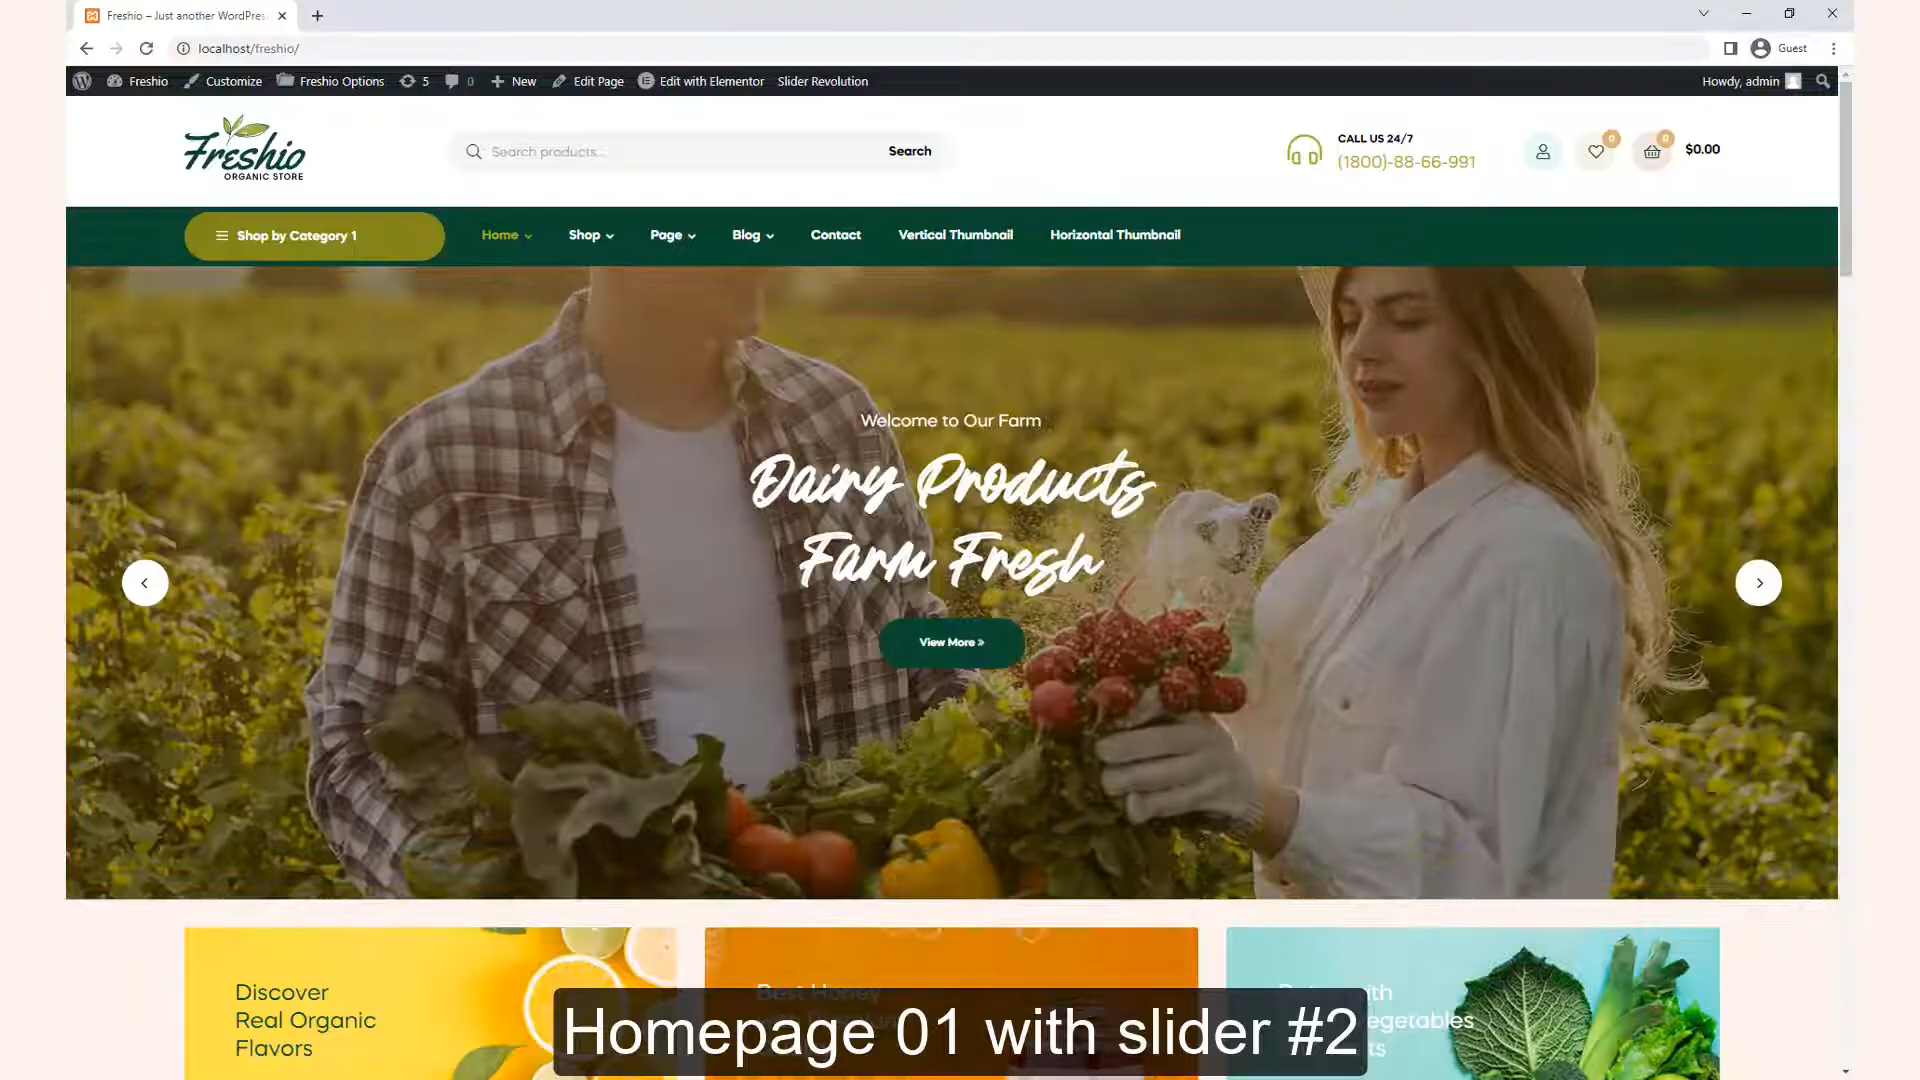 Freshio – Just another WordPres
localhost/freshio/
Guest
Freshio
Customize
Freshio Options
5
0
New
Edit Page
Edit with Elementor
Slider Revolution
Howdy, admin
Freshio
ORGANIC STORE
Search products...
Search
CALL US 24/7
(1800)-88-66-991
0
0
$0.00
Shop by Category 1
Home
Shop
Page
Blog
Contact
Vertical Thumbnail
Horizontal Thumbnail
Welcome to Our Farm
Dairy Products
Farm Fresh
View More »
Discover
Real Organic
Flavors
Best Honey
Homepage 01 with slider #2